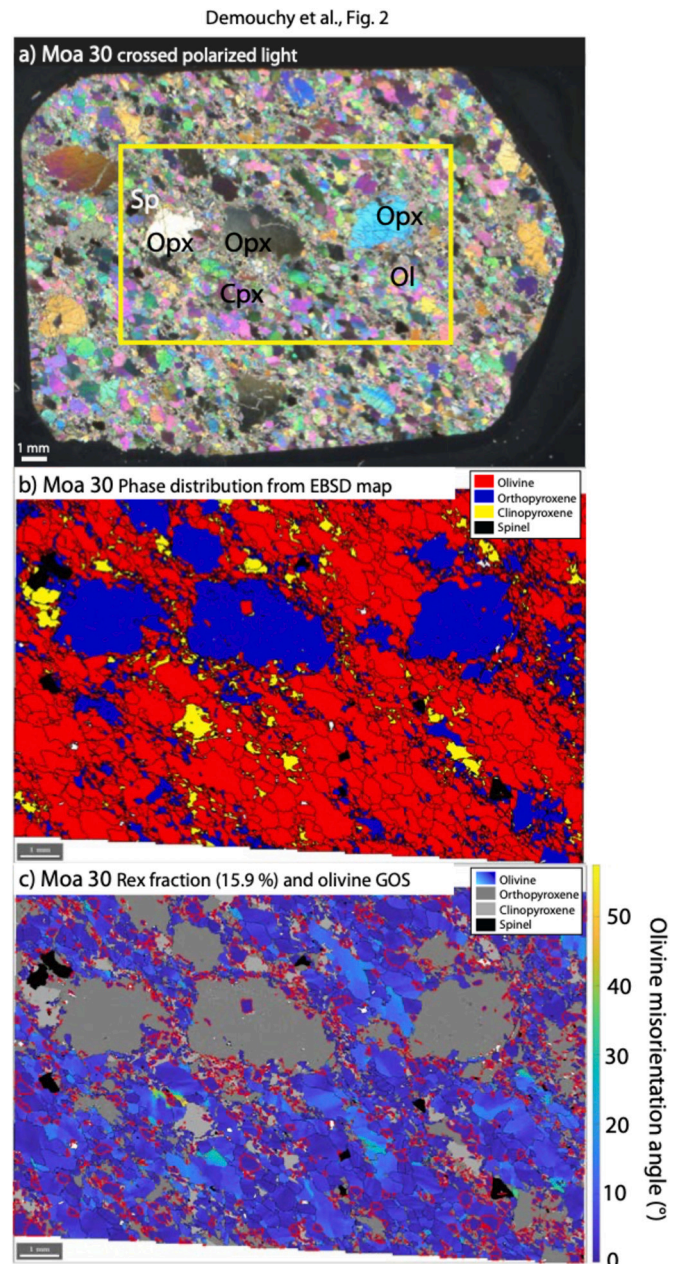 Demouchy et al., Fig. 2
a) Moa 30 crossed polarized light
Sp
Opx
Opx
Opx
Cpx
Ol
1 mm
b) Moa 30 Phase distribution from EBSD map
Olivine
Orthopyroxene
Clinopyroxene
Spinel
1 mm
c) Moa 30 Rex fraction (15.9 %) and olivine GOS
Olivine
Orthopyroxene
Clinopyroxene
Spinel
50
40
30
20
10
0
Olivine misorientation angle (°)
1 mm